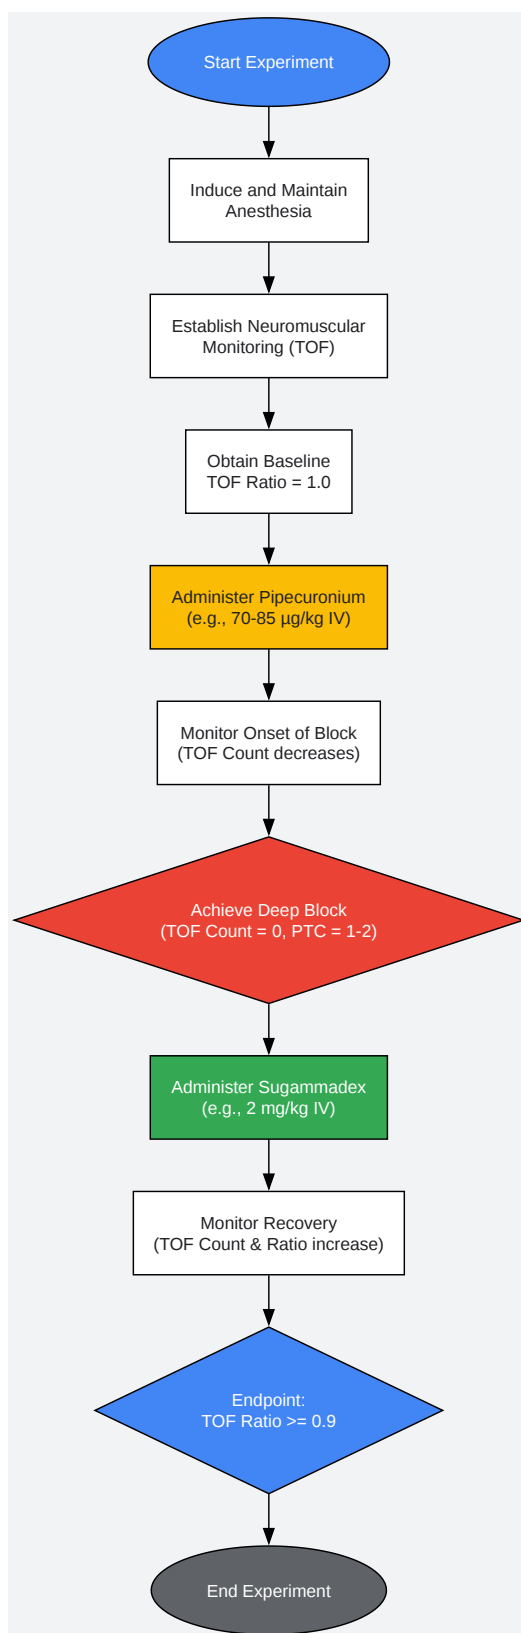 Start Experiment
Induce and Maintain
Anesthesia
Establish Neuromuscular
Monitoring (TOF)
Obtain Baseline
TOF Ratio = 1.0
Administer Pipecuronium
(e.g., 70-85 µg/kg IV)
Monitor Onset of Block
(TOF Count decreases)
Achieve Deep Block
(TOF Count = 0, PTC = 1-2)
Administer Sugammadex
(e.g., 2 mg/kg IV)
Monitor Recovery
(TOF Count & Ratio increase)
Endpoint:
TOF Ratio >= 0.9
End Experiment